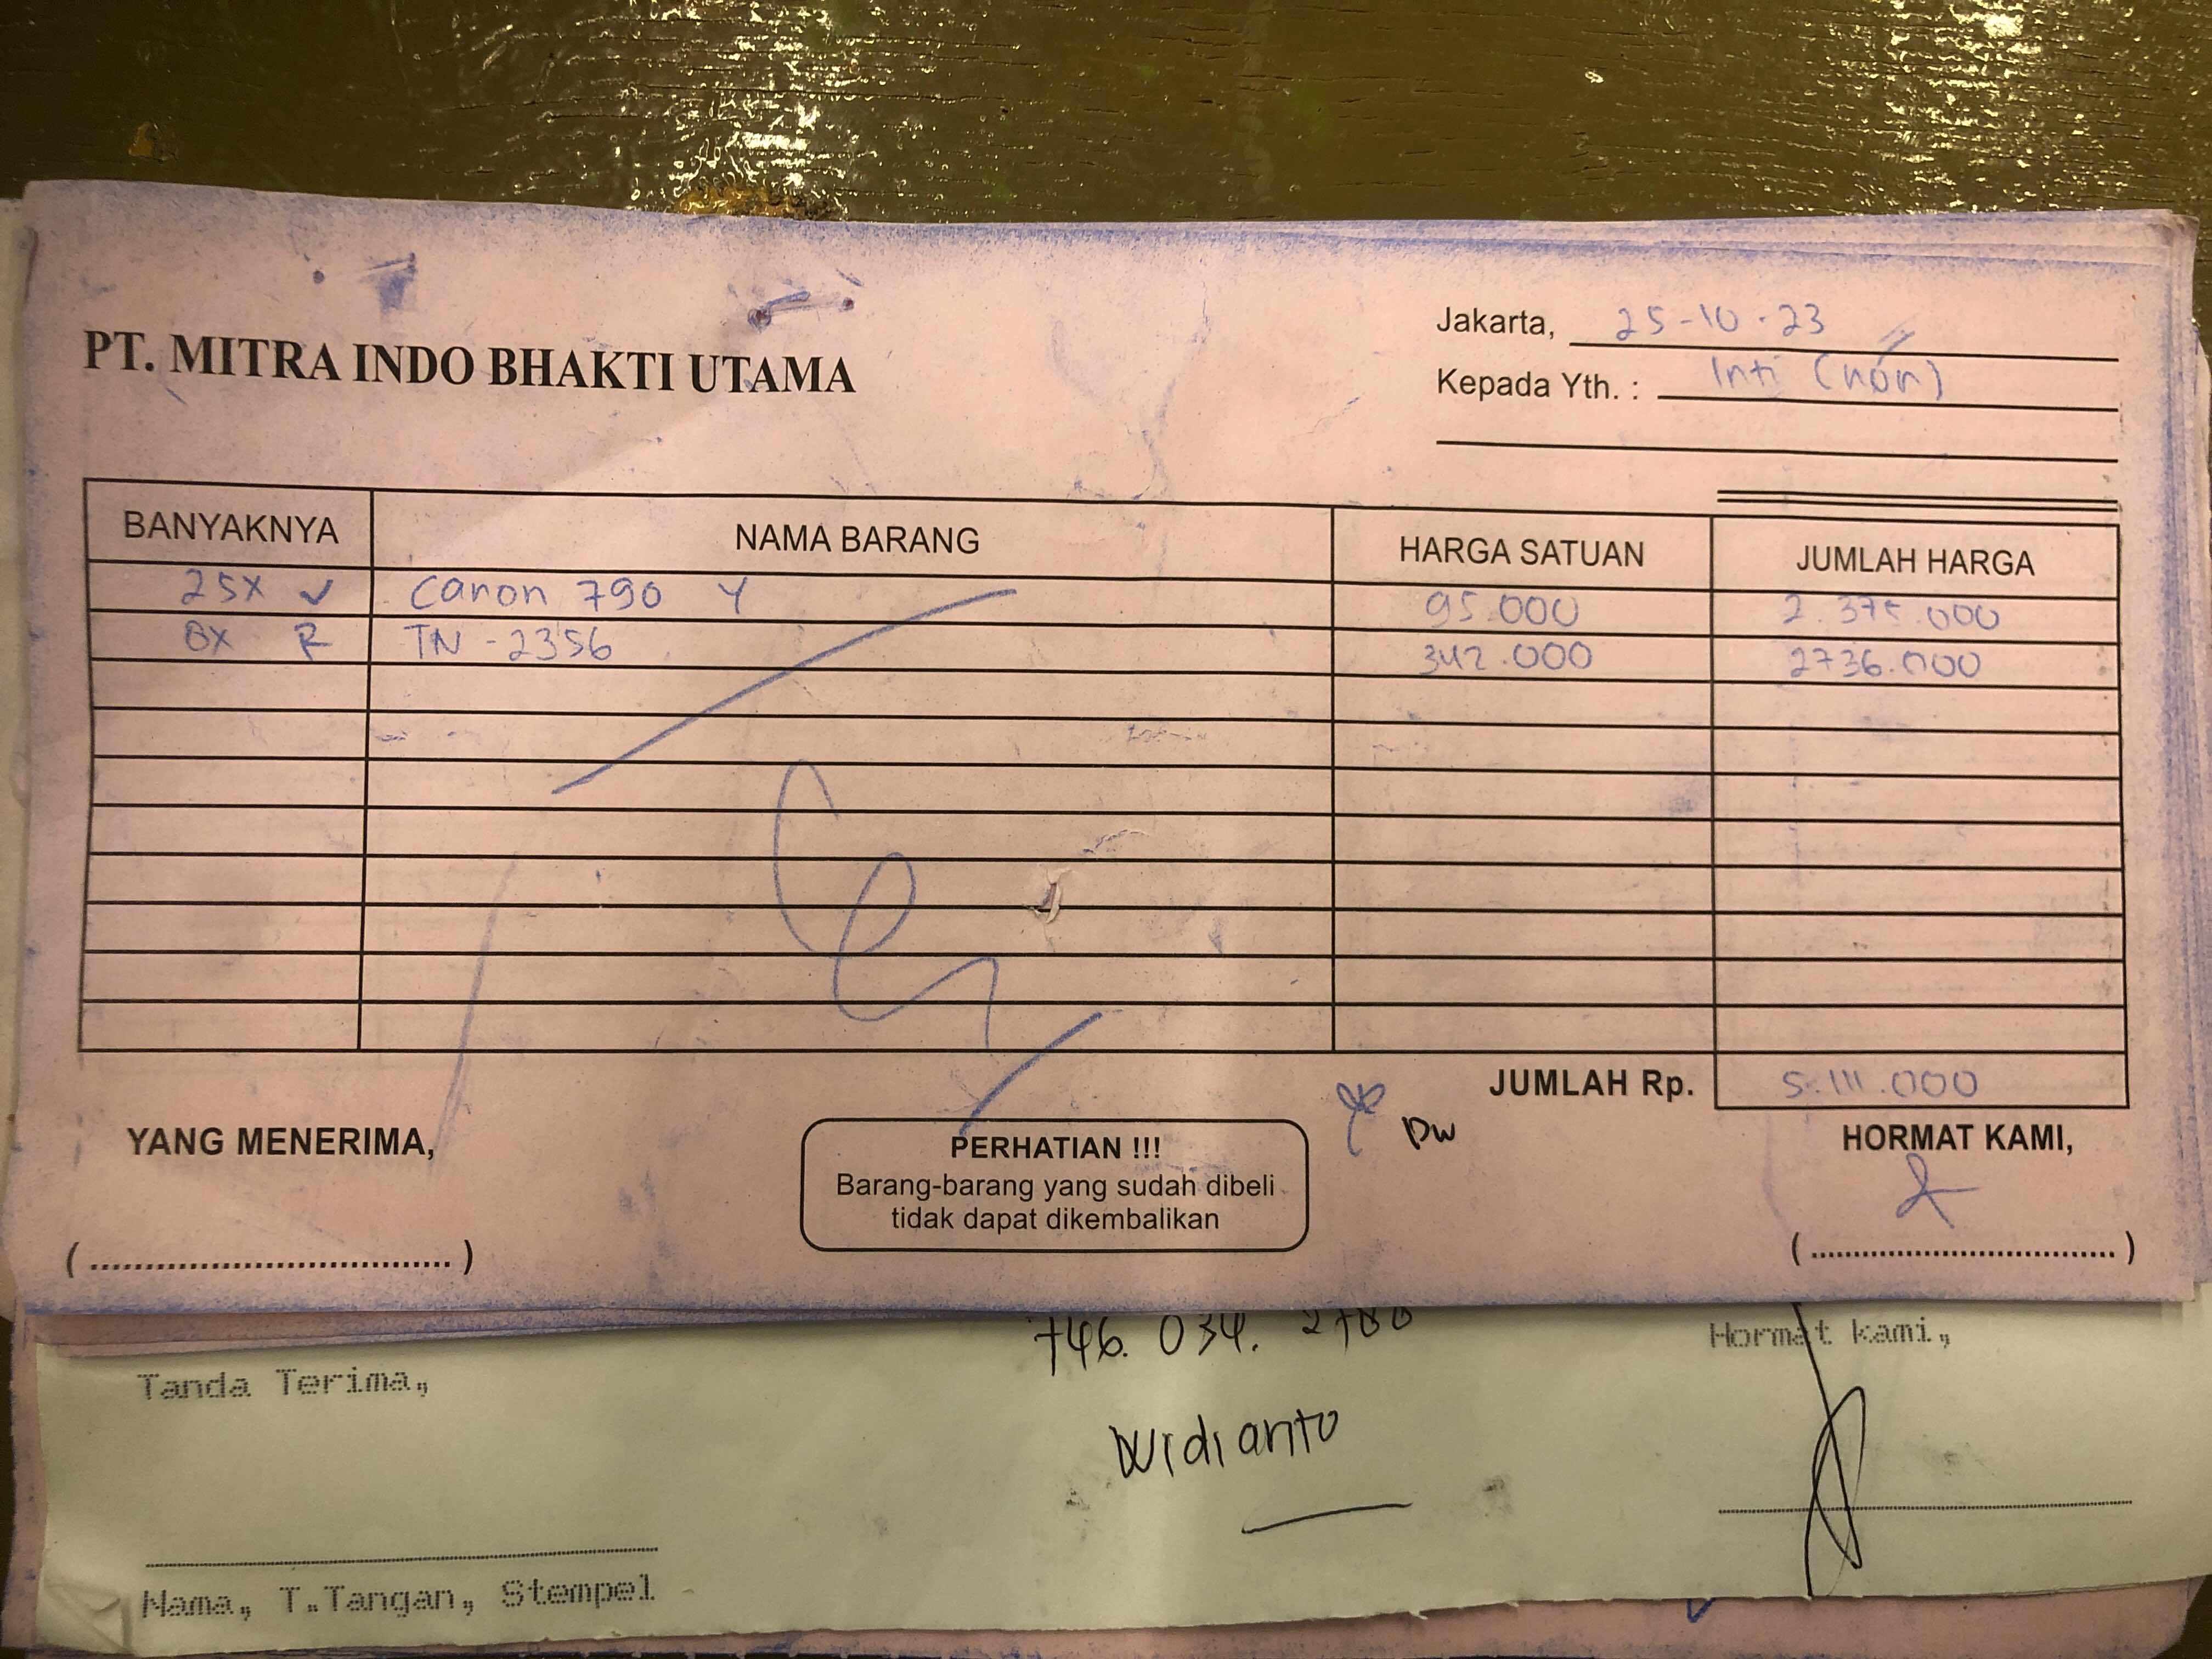 PT. MITRA INDO BHAKTI UTAMA
Jakarta, 25-10-23
Kepada Yth. : Inti
BANYAKNYA NAMA BARANG HARGA SATUAN JUMLAH HARGA
25X Canon 790 Y 95.000 2.375.000
8X R TN-2356 342.000 2736.000
JUMLAH Rp. 5.111.000
YANG MENERIMA,
PERHATIAN !!!
Barang-barang yang sudah dibeli
tidak dapat dikembalikan
DW
HORMAT KAMI,
(..................................) (..................................)
746. 034.
Tanda Terima, Hormat kami,
Widianto
Nama, T.Tangan, Stempel